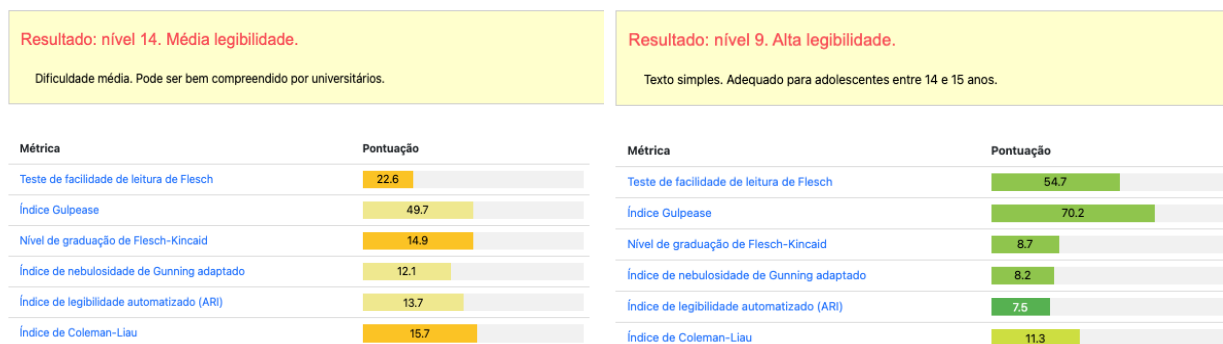 Resultado: nível 14. Média legibilidade.
Dificuldade média. Pode ser bem compreendido por universitários.
Métrica Pontuação
Teste de facilidade de leitura de Flesch 22.6
Índice Gulpease 49.7
Nível de graduação de Flesch-Kincaid 14.9
Índice de nebulosidade de Gunning adaptado 12.1
Índice de legibilidade automatizado (ARI) 13.7
Índice de Coleman-Liau 15.7
Resultado: nível 9. Alta legibilidade.
Texto simples. Adequado para adolescentes entre 14 e 15 anos.
Métrica Pontuação
Teste de facilidade de leitura de Flesch 54.7
Índice Gulpease 70.2
Nível de graduação de Flesch-Kincaid 8.7
Índice de nebulosidade de Gunning adaptado 8.2
Índice de legibilidade automatizado (ARI) 7.5
Índice de Coleman-Liau 11.3